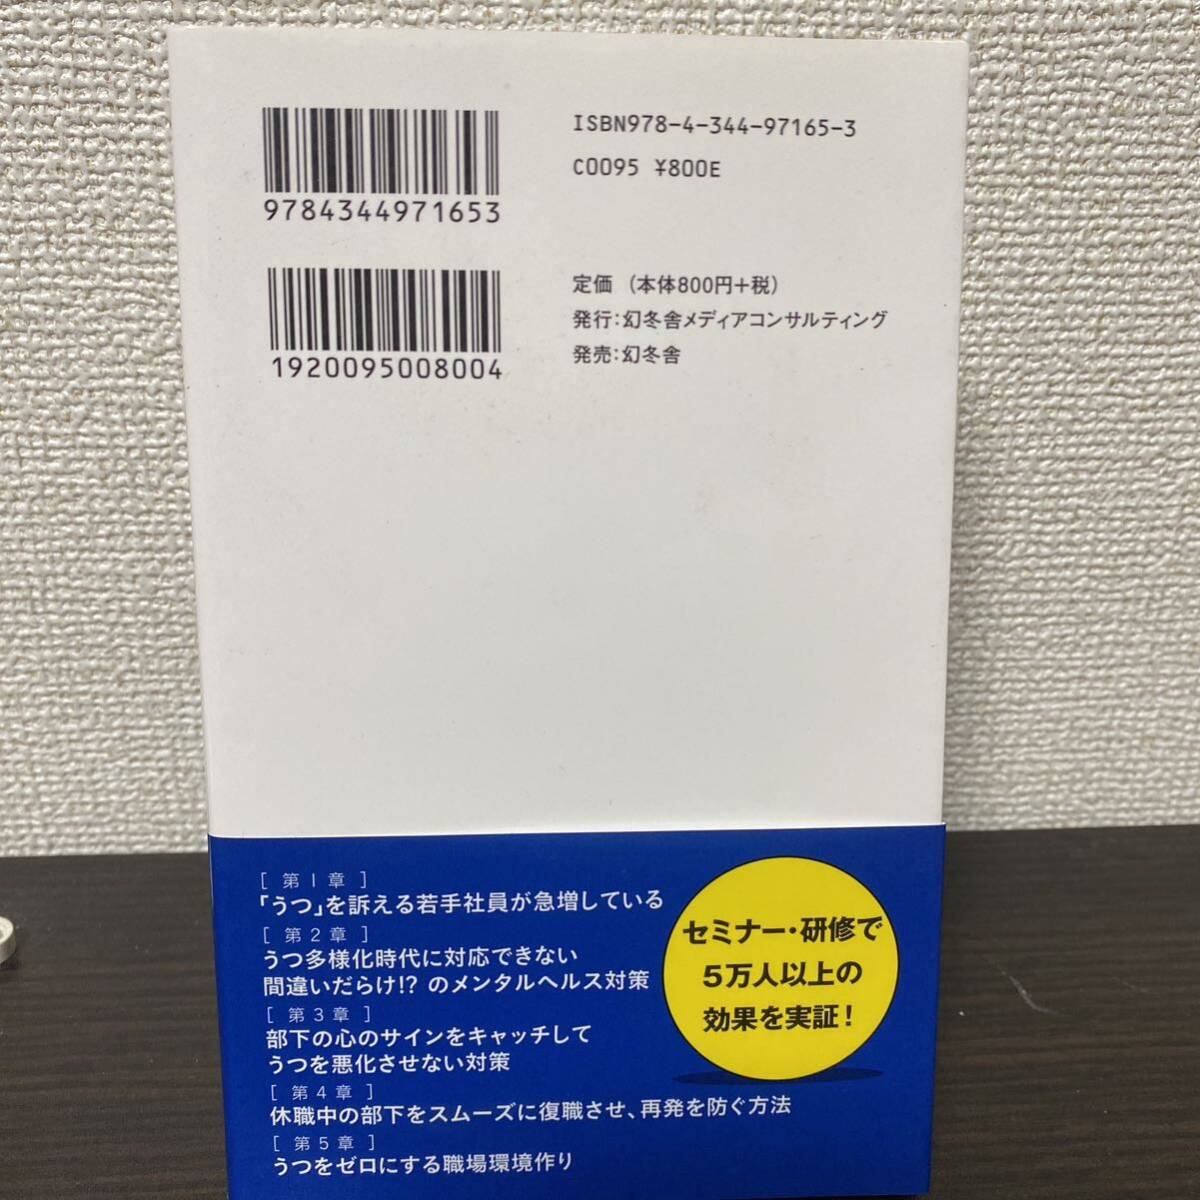 ISBN978-4-344-97165-3
C0095 ¥800E
9784344971653
1920095008004
定価 (本体800円+税)
発行:幻冬舎メディアコンサルティング
発売:幻冬舎
[ 第1章 ]
「うつ」を訴える若手社員が急増している
[ 第2章 ]
うつ多様化時代に対応できない
間違いだらけ!? のメンタルヘルス対策
[ 第3章 ]
部下の心のサインをキャッチして
うつを悪化させない対策
[ 第4章 ]
休職中の部下をスムーズに復職させ、再発を防ぐ方法
[ 第5章 ]
うつをゼロにする職場環境作り
セミナー・研修で
5万人以上の
効果を実証!